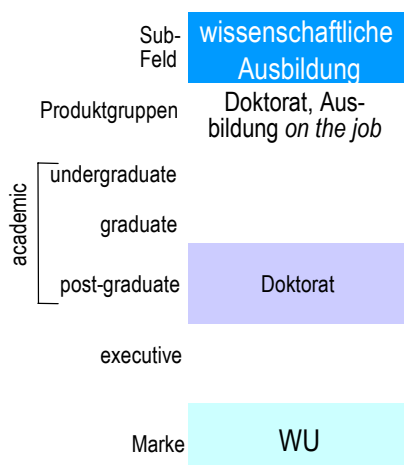 Sub-
Feld
wissenschaftliche
Ausbildung
Produktgruppen
Doktorat, Aus-
bildung on the job
academic
undergraduate
graduate
post-graduate
Doktorat
executive
Marke
WU